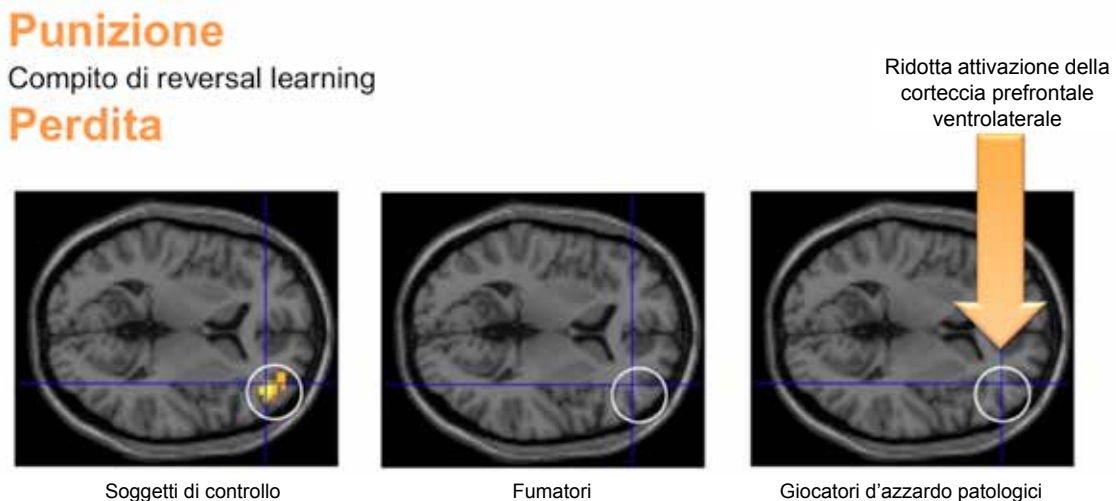 Punizione
Compito di reversal learning
Perdita
Ridotta attivazione della
corteccia prefrontale
ventrolaterale
Soggetti di controllo
Fumatori
Giocatori d'azzardo patologici